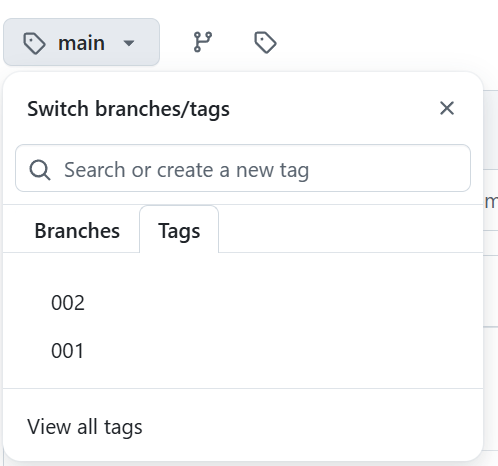 main
Switch branches/tags
Search or create a new tag
Branches
Tags
002
001
View all tags